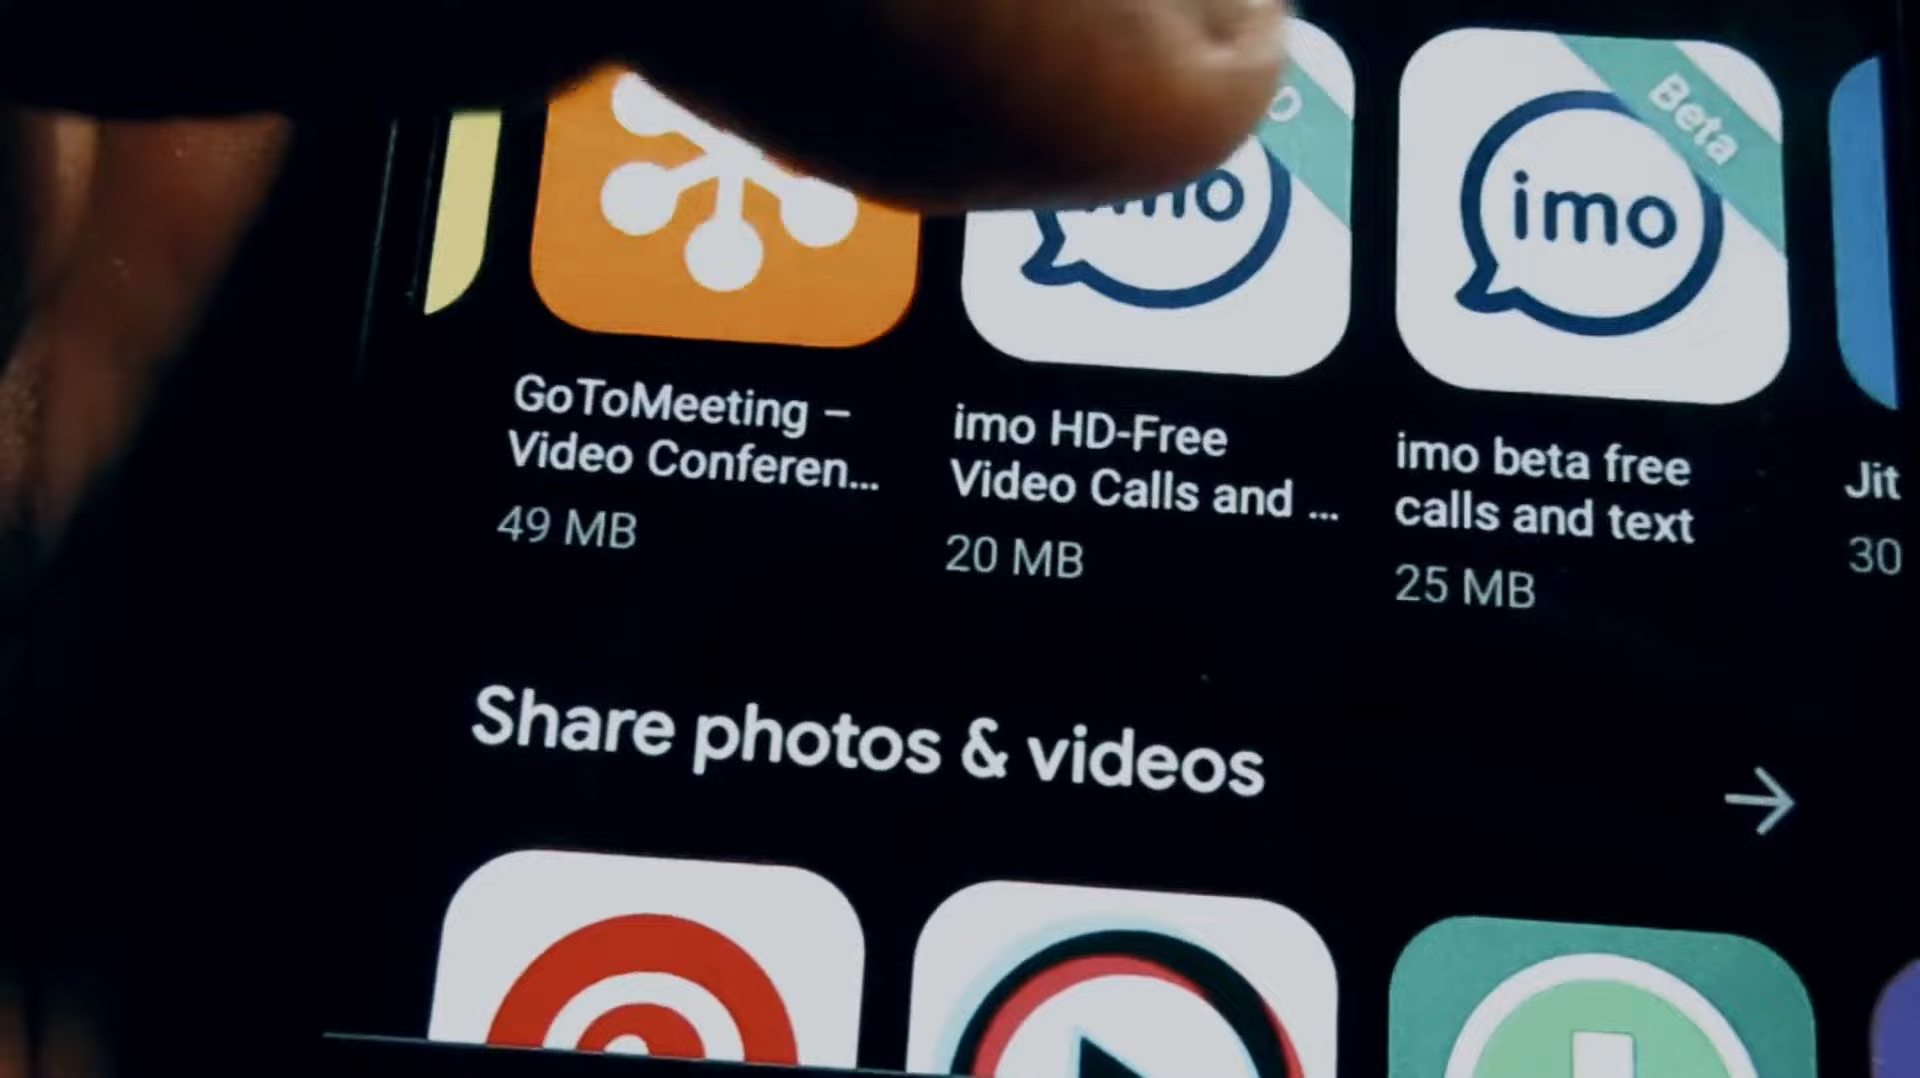 Beta
imo
imo
GoToMeeting –
Video Conferen...
49 MB
imo HD-Free
Video Calls and ...
20 MB
imo beta free
calls and text
25 MB
Jit
30
Share photos & videos